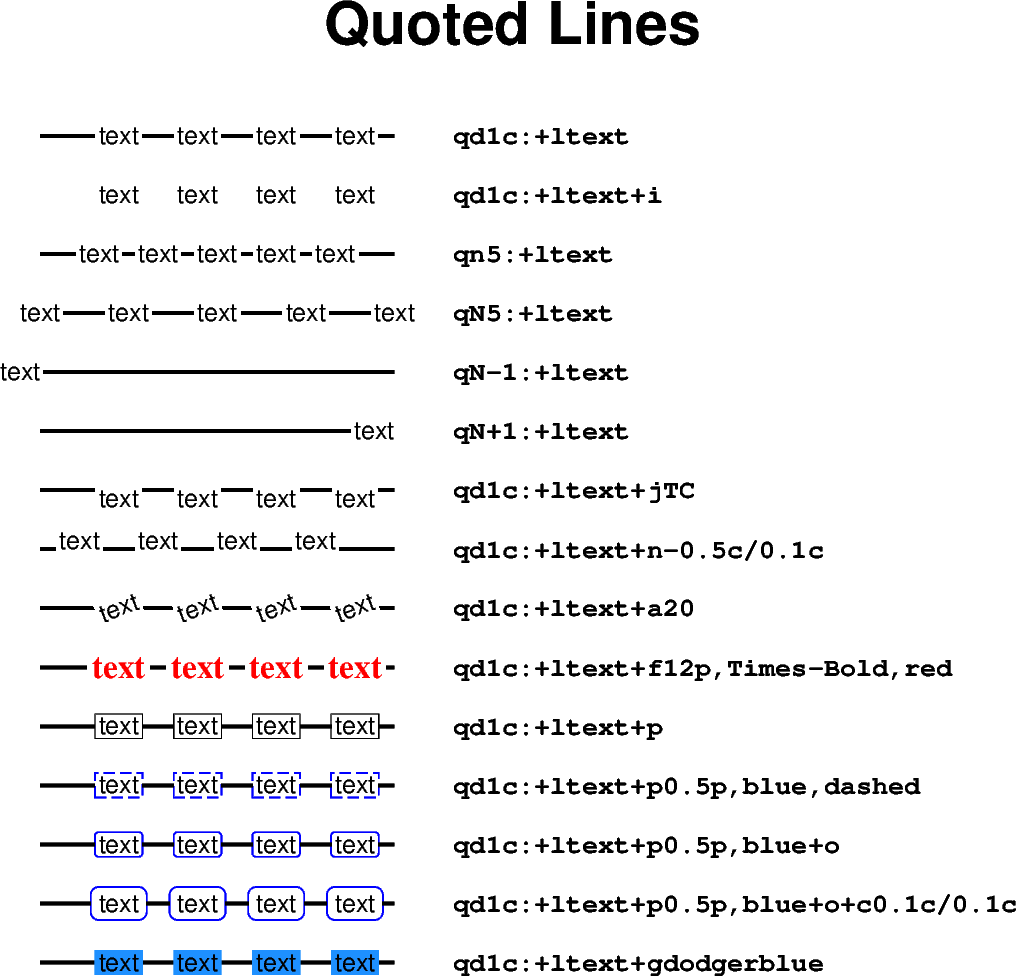 Quoted Lines
text text text text qd1c:+ltext
text text text text qd1c:+ltext+i
text text text text text qn5:+ltext
text text text text text qN5:+ltext
text qN-1:+ltext
text qN+1:+ltext
text text text text qd1c:+ltext+jTC
text text text text qd1c:+ltext+n-0.5c/0.1c
text text text text qd1c:+ltext+a20
text text text text qd1c:+ltext+f12p,Times-Bold,red
text text text text qd1c:+ltext+p
text text text text qd1c:+ltext+p0.5p,blue,dashed
text text text text qd1c:+ltext+p0.5p,blue+o
text text text text qd1c:+ltext+p0.5p,blue+o+c0.1c/0.1c
text text text text qd1c:+ltext+gdodgerblue